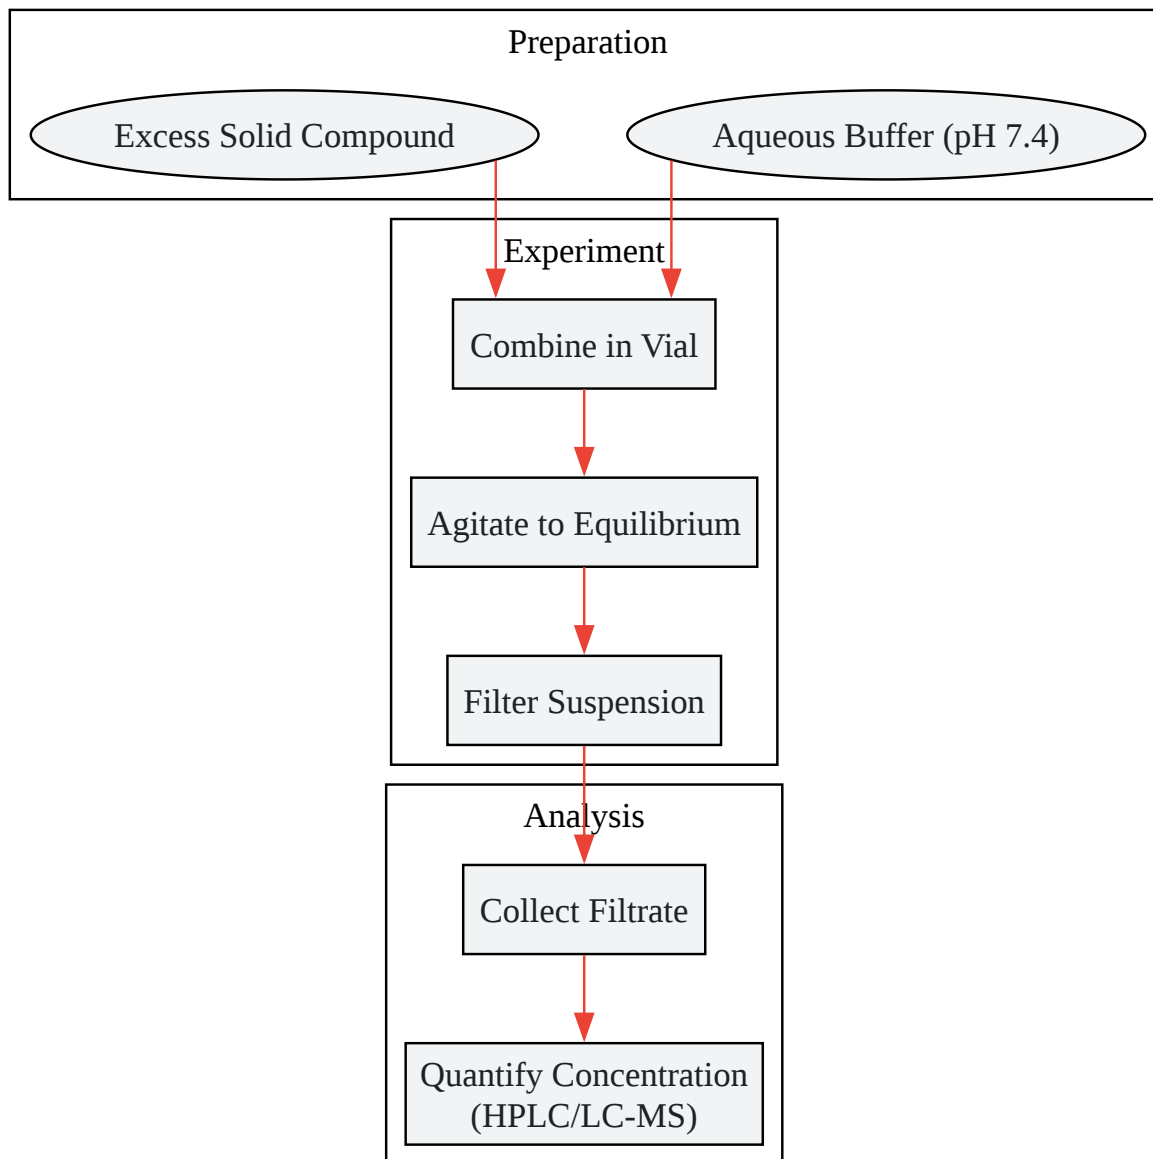 Preparation
Excess Solid Compound
Aqueous Buffer (pH 7.4)
Experiment
Combine in Vial
Agitate to Equilibrium
Filter Suspension
Analysis
Collect Filtrate
Quantify Concentration
(HPLC/LC-MS)